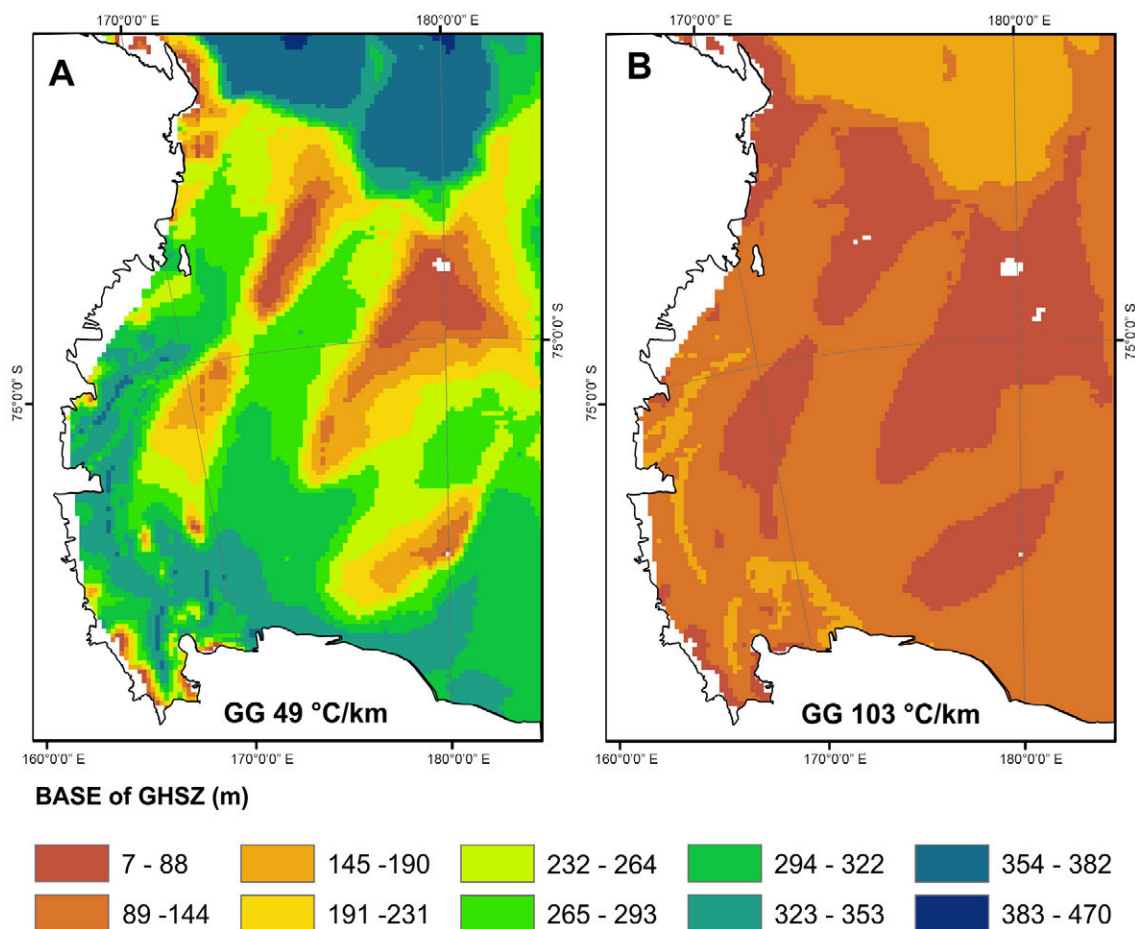 170°0'0" E
180°0'0" E
170°0'0" E
180°0'0" E
A
B
75°0'0" S
75°0'0" S
75°0'0" S
75°0'0" S
GG 49 °C/km
GG 103 °C/km
160°0'0" E
170°0'0" E
180°0'0" E
160°0'0" E
170°0'0" E
180°0'0" E
BASE of GHSZ (m)
7 - 88
145 -190
232 - 264
294 - 322
354 - 382
89 -144
191 -231
265 - 293
323 - 353
383 - 470